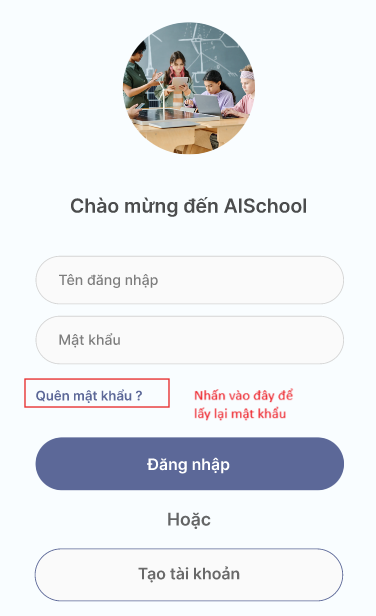 Chào mừng đến AISchool
Tên đăng nhập
Mật khẩu
Quên mật khẩu ?
Nhấn vào đây để
lấy lại mật khẩu
Đăng nhập
Hoặc
Tạo tài khoản